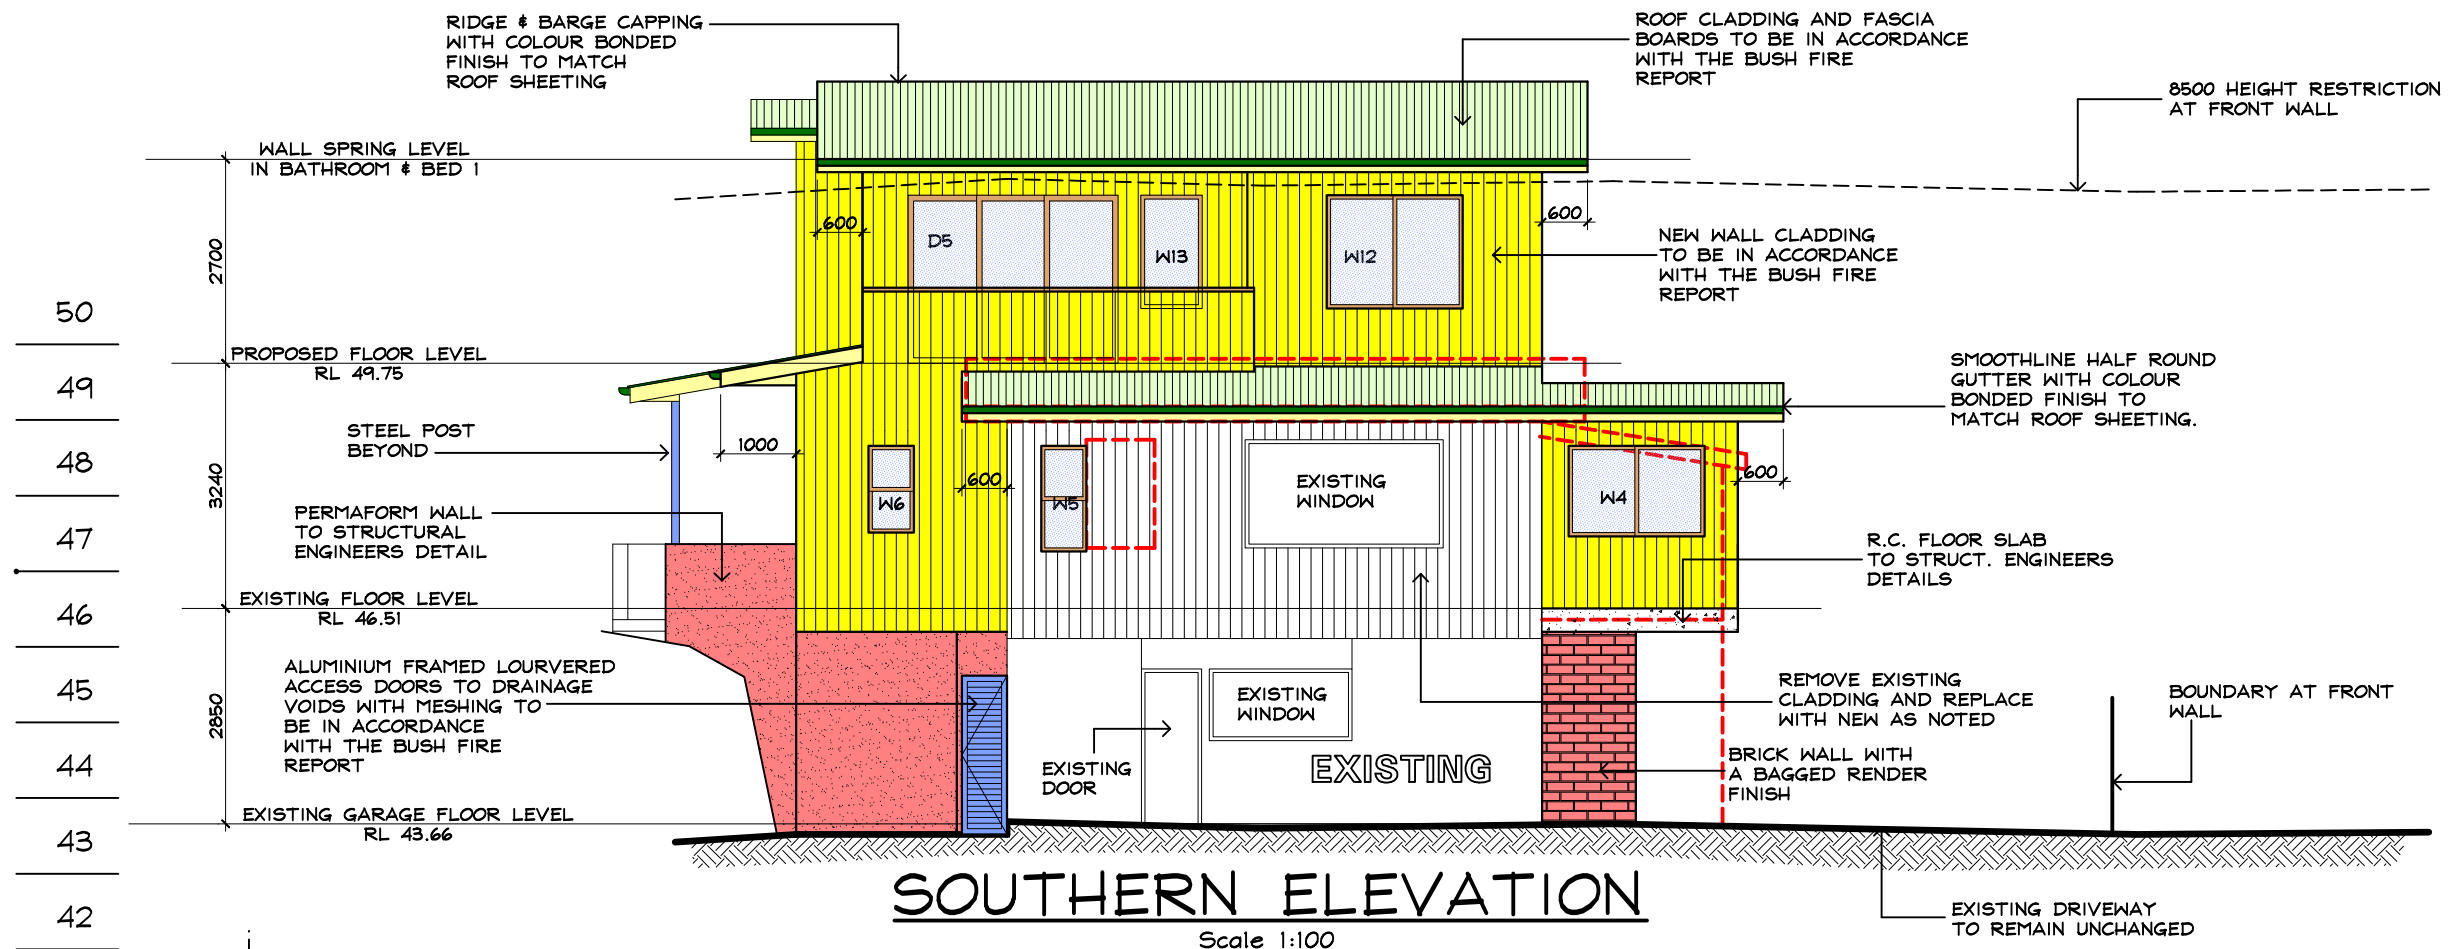 RIDGE & BARGE CAPPING
WITH COLOUR BONDED
FINISH TO MATCH
ROOF SHEETING
ROOF CLADDING AND FASCIA
BOARDS TO BE IN ACCORDANCE
WITH THE BUSH FIRE
REPORT
8500 HEIGHT RESTRICTION
AT FRONT WALL
WALL SPRING LEVEL
IN BATHROOM & BED 1
600
600
D5
W13
W12
NEW WALL CLADDING
TO BE IN ACCORDANCE
WITH THE BUSH FIRE
REPORT
2700
50
PROPOSED FLOOR LEVEL
RL 49.75
49
SMOOTHLINE HALF ROUND
GUTTER WITH COLOUR
BONDED FINISH TO
MATCH ROOF SHEETING.
STEEL POST
BEYOND
1000
48
3240
600
600
EXISTING
WINDOW
W6
W5
W4
PERMAFORM WALL
TO STRUCTURAL
ENGINEERS DETAIL
47
R.C. FLOOR SLAB
TO STRUCT. ENGINEERS
DETAILS
EXISTING FLOOR LEVEL
RL 46.51
46
ALUMINIUM FRAMED LOURVERED
ACCESS DOORS TO DRAINAGE
VOIDS WITH MESHING TO
BE IN ACCORDANCE
WITH THE BUSH FIRE
REPORT
45
2850
EXISTING
WINDOW
REMOVE EXISTING
CLADDING AND REPLACE
WITH NEW AS NOTED
BOUNDARY AT FRONT
WALL
44
EXISTING
DOOR
EXISTING
BRICK WALL WITH
A BAGGED RENDER
FINISH
EXISTING GARAGE FLOOR LEVEL
RL 43.66
43
42
SOUTHERN ELEVATION
Scale 1:100
EXISTING DRIVEWAY
TO REMAIN UNCHANGED